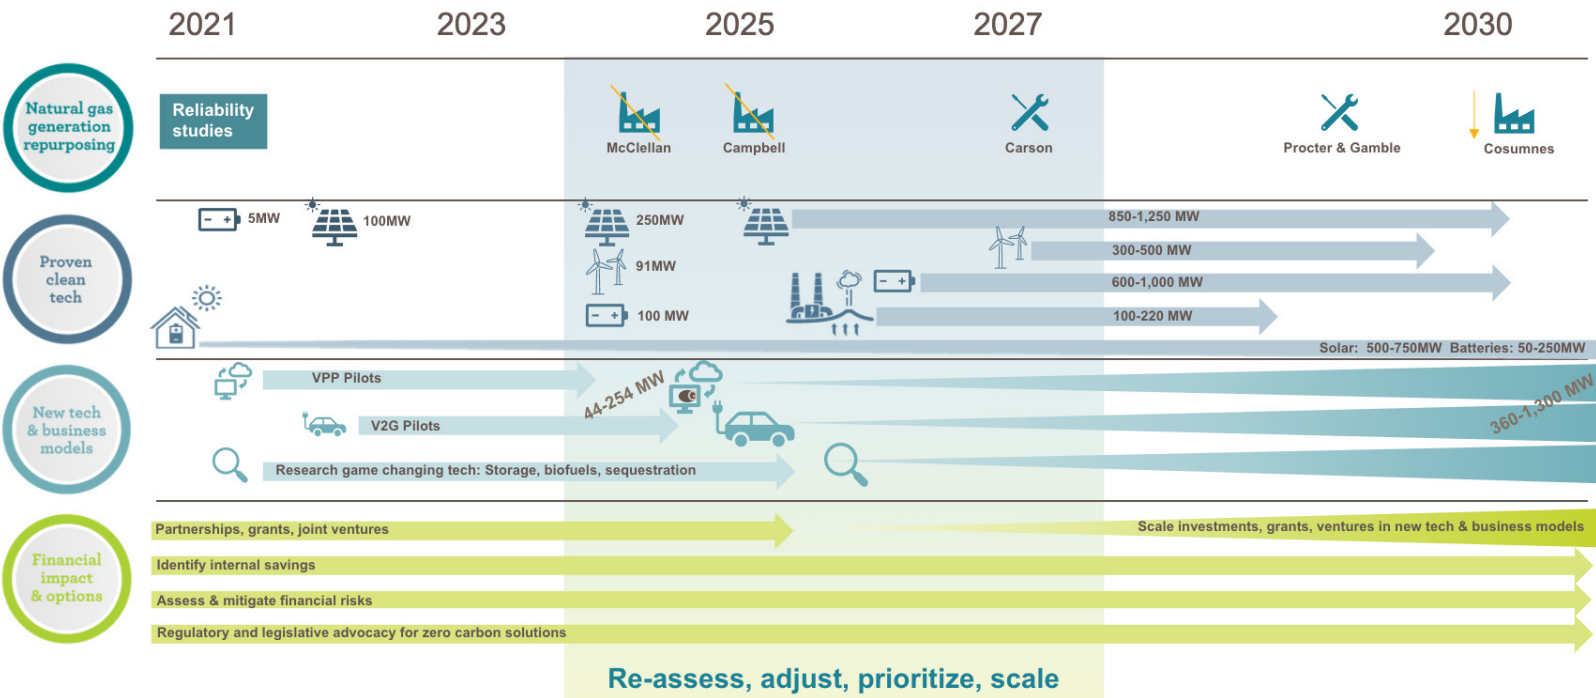 2021 2023 2025 2027 2030
Natural gas
generation
repurposing
Reliability
studies
McClellan Campbell Carson Procter & Gamble Cosumnes
Proven
clean
tech
5MW 100MW 250MW 850-1,250 MW
91MW 300-500 MW
600-1,000 MW
100 MW 100-220 MW
Solar: 500-750MW Batteries: 50-250MW
New tech
& business
models
VPP Pilots
44-254 MW
V2G Pilots
360-1,300 MW
Research game changing tech: Storage, biofuels, sequestration
Financial
impact
& options
Partnerships, grants, joint ventures
Scale investments, grants, ventures in new tech & business models
Identify internal savings
Assess & mitigate financial risks
Regulatory and legislative advocacy for zero carbon solutions
Re-assess, adjust, prioritize, scale